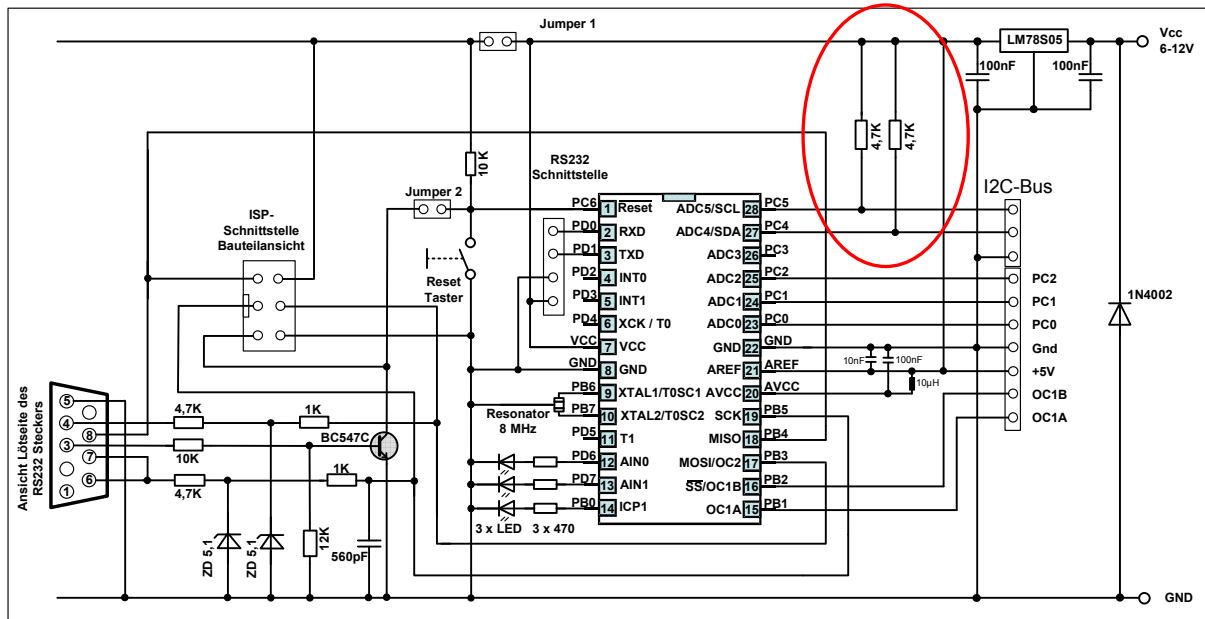 Jumper 1
LM78S05
Vcc
6-12V
100nF
100nF
4,7K
4,7K
10 K
RS232
Schnittstelle
I2C-Bus
Jumper 2
ISP-
Schnittstelle
Bauteilansicht
Reset
Taster
PC6
1
Reset
ADC5/SCL
28
PC5
PD0
2
RXD
ADC4/SDA
27
PC4
PD1
3
TXD
ADC3
26
PC3
PD2
4
INT0
ADC2
25
PC2
PD3
5
INT1
ADC1
24
PC1
PD4
6
XCK / T0
ADC0
23
PC0
VCC
7
VCC
GND
22
GND
GND
8
GND
AREF
21
AREF
PB6
9
XTAL1/T0SC1
AVCC
20
AVCC
PB7
10
XTAL2/T0SC2
SCK
19
PB5
PD5
11
T1
MISO
18
PB4
PD6
12
AIN0
MOSI/OC2
17
PB3
PD7
13
AIN1
SS/OC1B
16
PB2
PB0
14
ICP1
OC1A
15
PB1
PC2
PC1
PC0
Gnd
+5V
OC1B
OC1A
1N4002
10nF
100nF
10µH
Resonator
8 MHz
3 x LED
3 x 470
Ansicht Lötseite des
RS232 Steckers
5
4
8
3
7
6
1
4,7K
1K
10K
BC547C
4,7K
1K
ZD 5,1
ZD 5,1
12K
560pF
GND